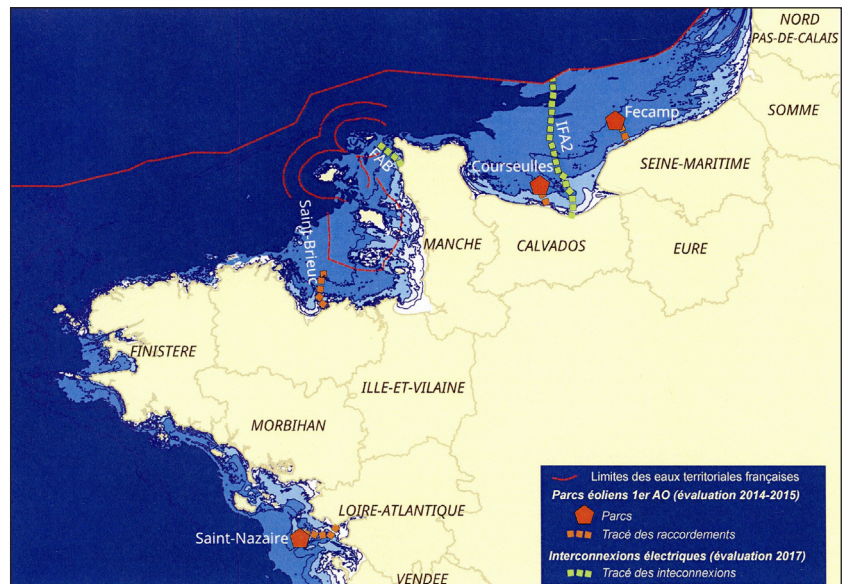 NORD
PAS-DE-CALAIS
SOMME
Fecamp
IFA2
SEINE-MARITIME
FAB
Courseulles
Saint-Brieuc
MANCHE
CALVADOS
EURE
FINISTERE
ILLE-ET-VILAINE
MORBIHAN
LOIRE-ATLANTIQUE
Saint-Nazaire
VENDEE
Limites des eaux territoriales françaises
Parcs éoliens 1er AO (évaluation 2014-2015)
Parcs
Tracé des raccordements
Interconnexions électriques (évaluation 2017)
Tracé des inteconnexions